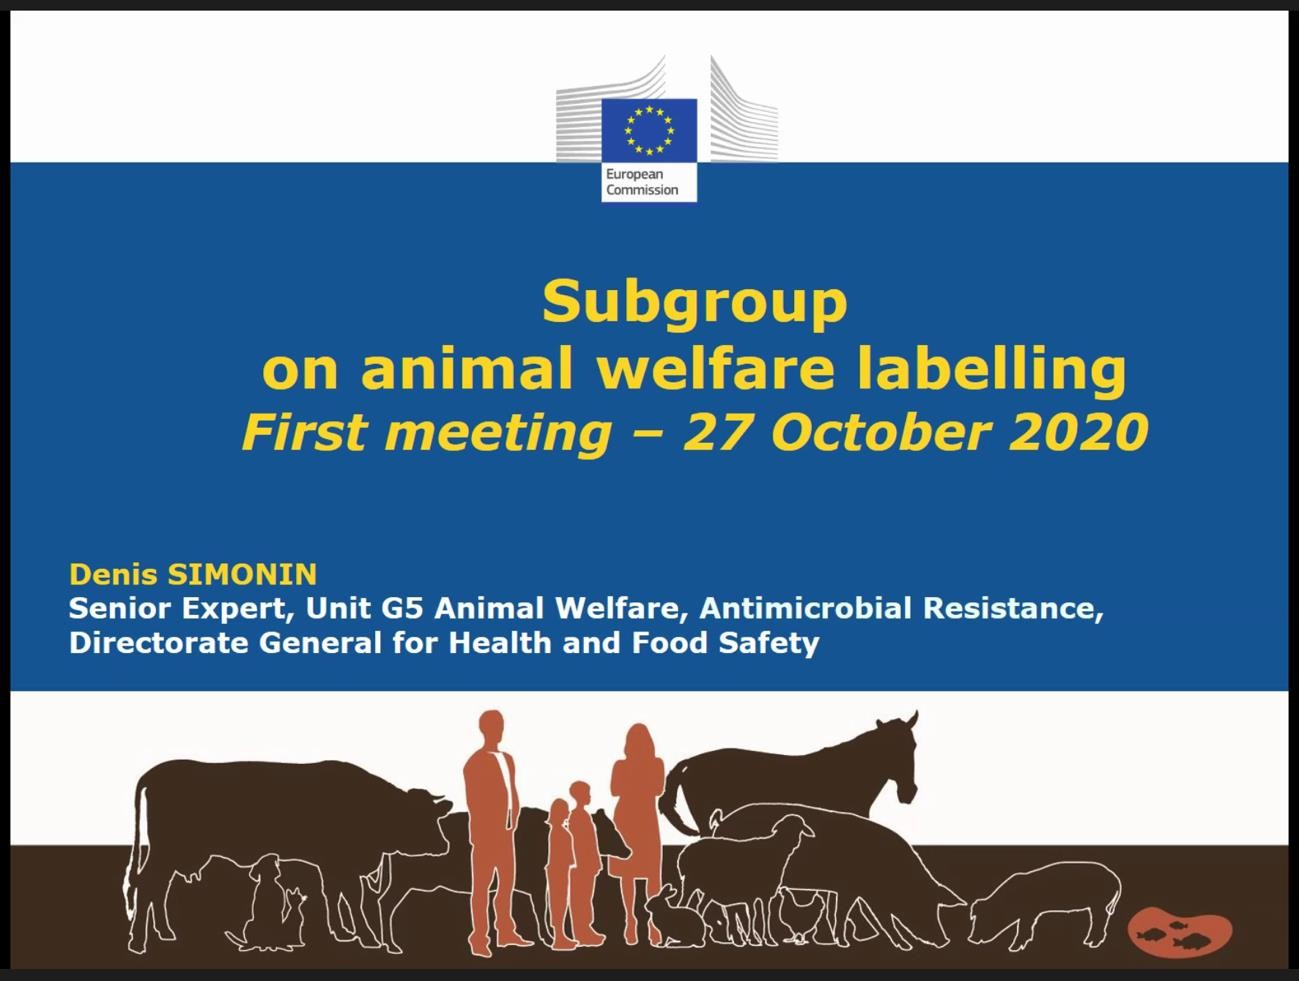 European
Commission
Subgroup
on animal welfare labelling
First meeting – 27 October 2020
Denis SIMONIN
Senior Expert, Unit G5 Animal Welfare, Antimicrobial Resistance,
Directorate General for Health and Food Safety